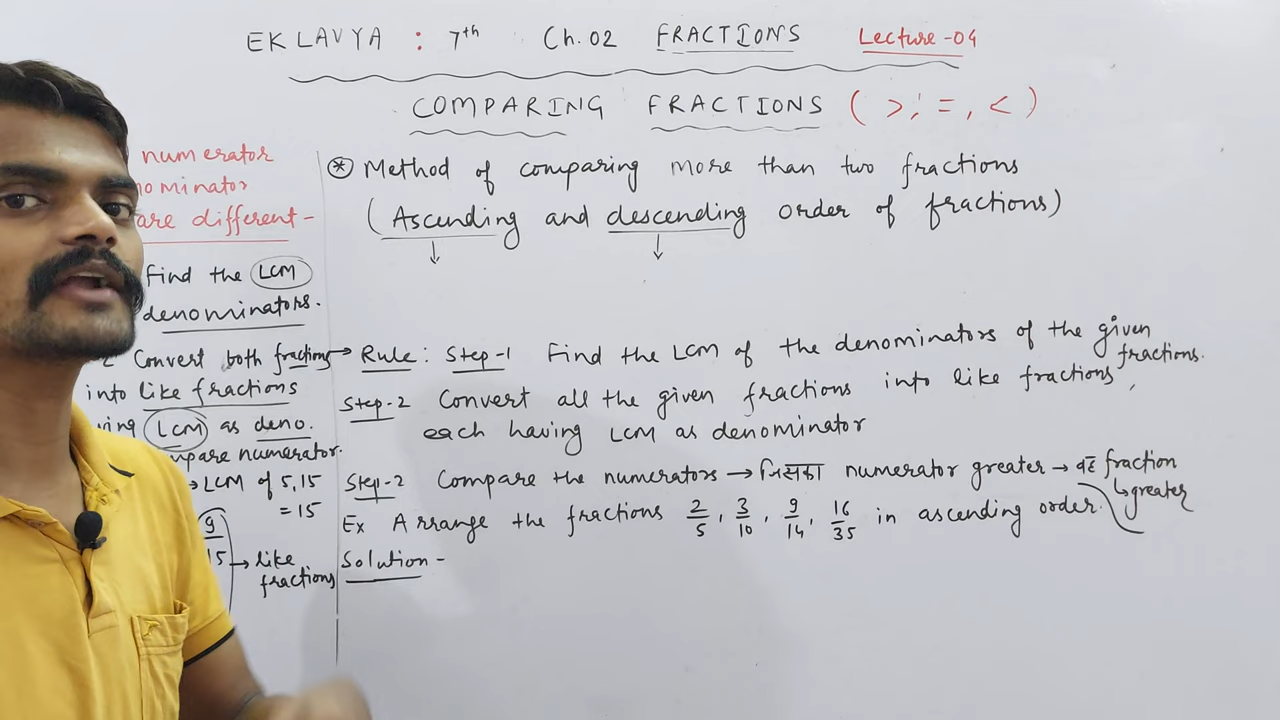 EKLAVYA : 7th Ch. 02 FRACTIONS Lecture-04
COMPARING FRACTIONS ( >, =, < )
numerator
are different -
Find the LCM
denominators.
Convert both fractions
into like fractions
LCM as deno.
numerator.
→ LCM of 5, 15
= 15
9
15 → like
fractions
* Method of comparing more than two fractions
(Ascending and descending order of fractions)
Rule: Step-1 Find the LCM of the denominators of the given
fractions.
Step-2 Convert all the given fractions into like fractions,
each having LCM as denominator
Step-2 Compare the numerators → जिसका numerator greater → वह fraction
↳ greater
Ex Arrange the fractions 2/5, 3/10, 9/14, 16/35 in ascending order.
Solution -